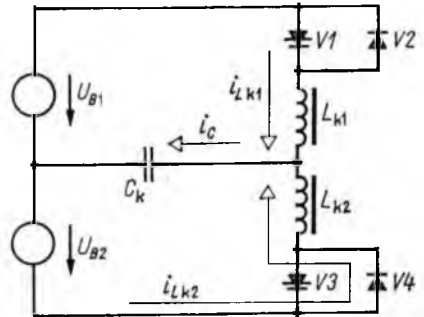 V1
V2
i_Lk1
U_B1
L_k1
i_c
C_k
L_k2
U_B2
i_Lk2
V3
V4